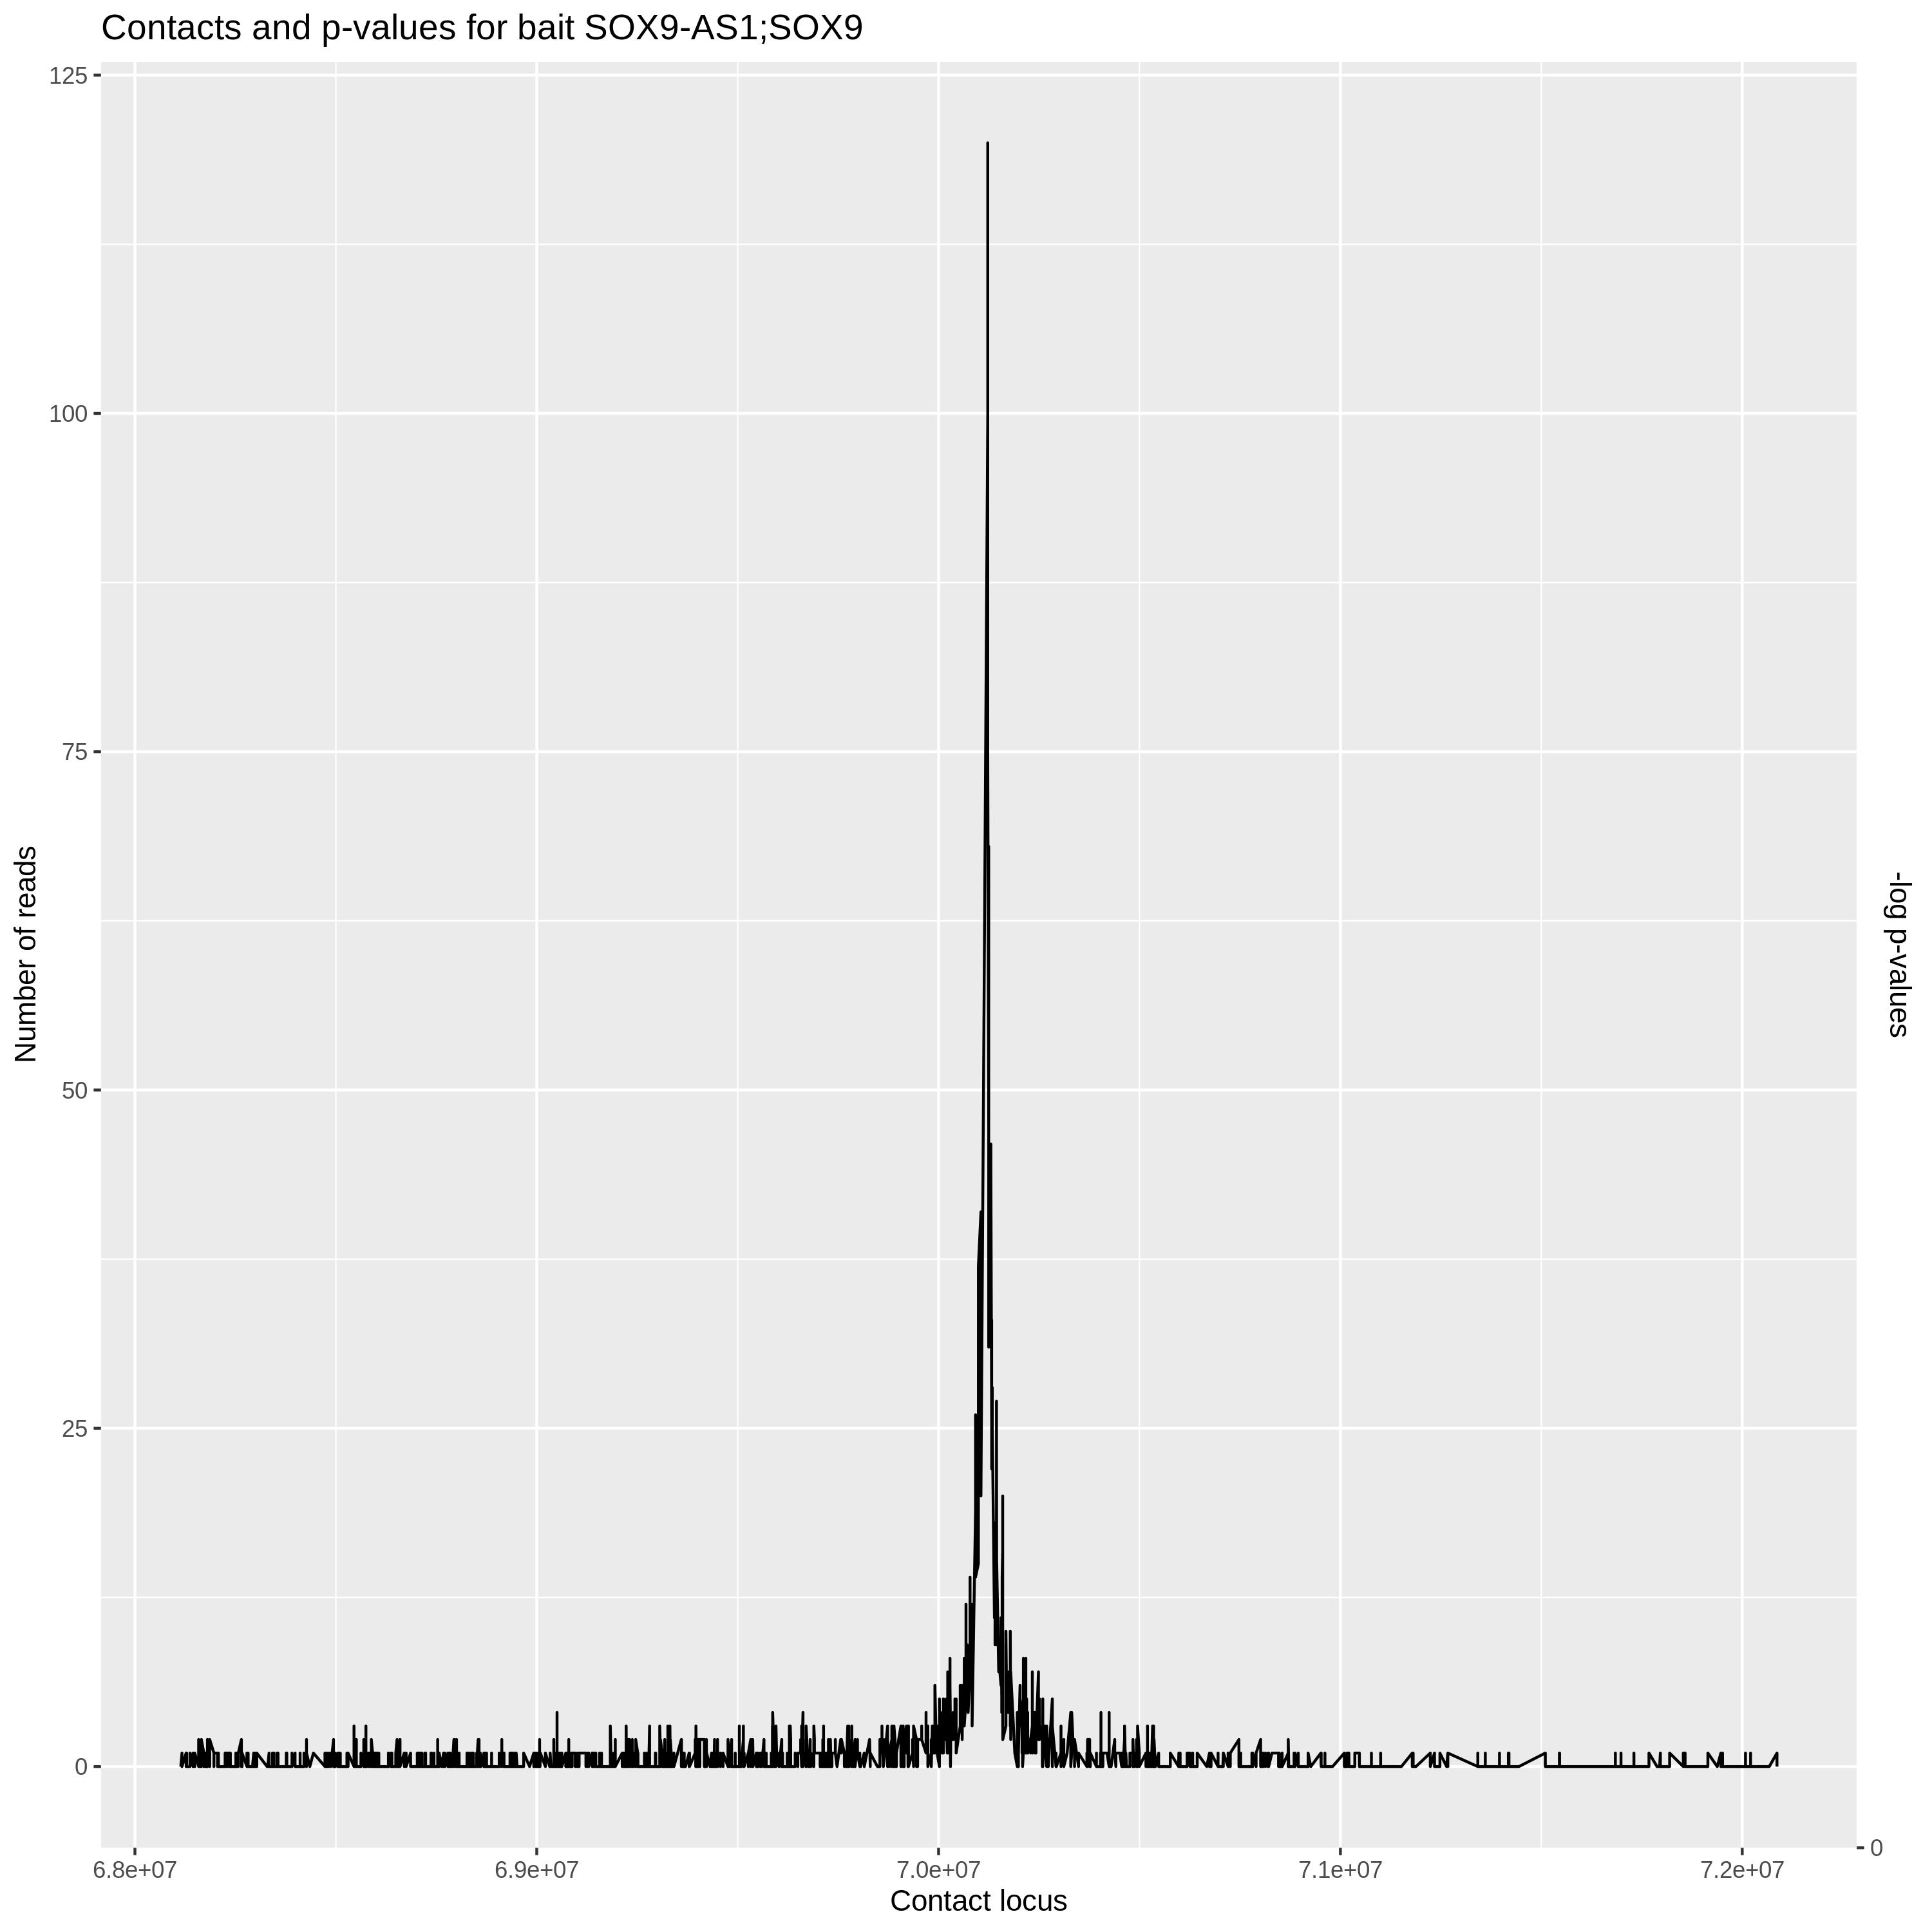 Contacts and p-values for bait SOX9-AS1;SOX9
125
100
75
50
25
0
Number of reads
-log p-values
0
6.8e+07 6.9e+07 7.0e+07 7.1e+07 7.2e+07
Contact locus